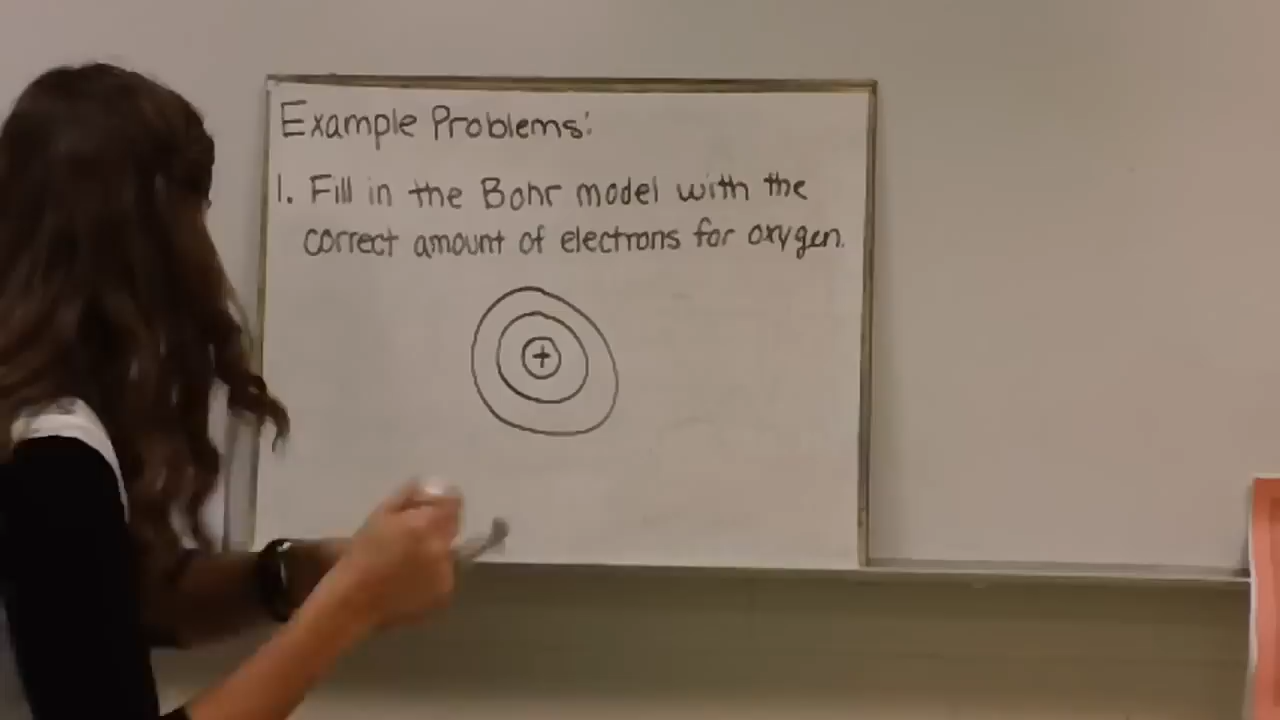 Example Problems:
1. Fill in the Bohr model with the
correct amount of electrons for oxygen.
+